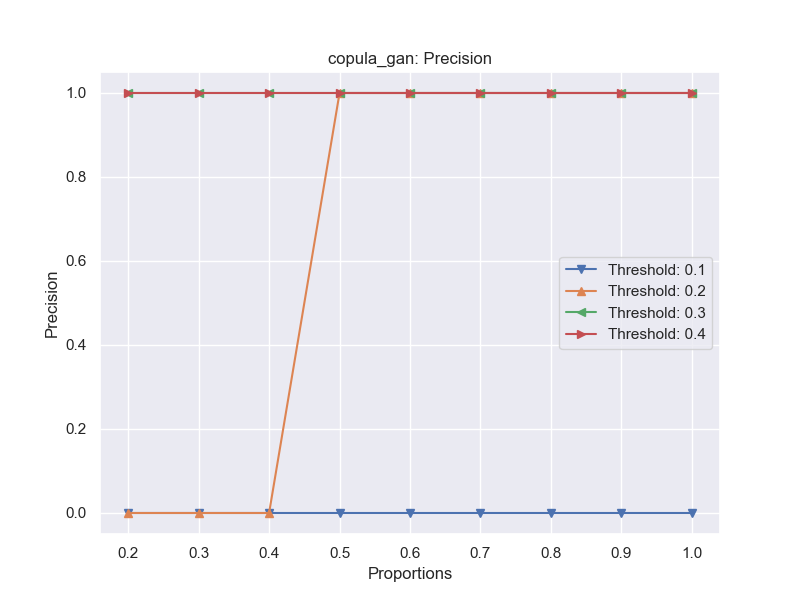 copula_gan: Precision
1.0
0.8
0.6
0.4
0.2
0.0
Precision
Threshold: 0.1
Threshold: 0.2
Threshold: 0.3
Threshold: 0.4
0.2 0.3 0.4 0.5 0.6 0.7 0.8 0.9 1.0
Proportions